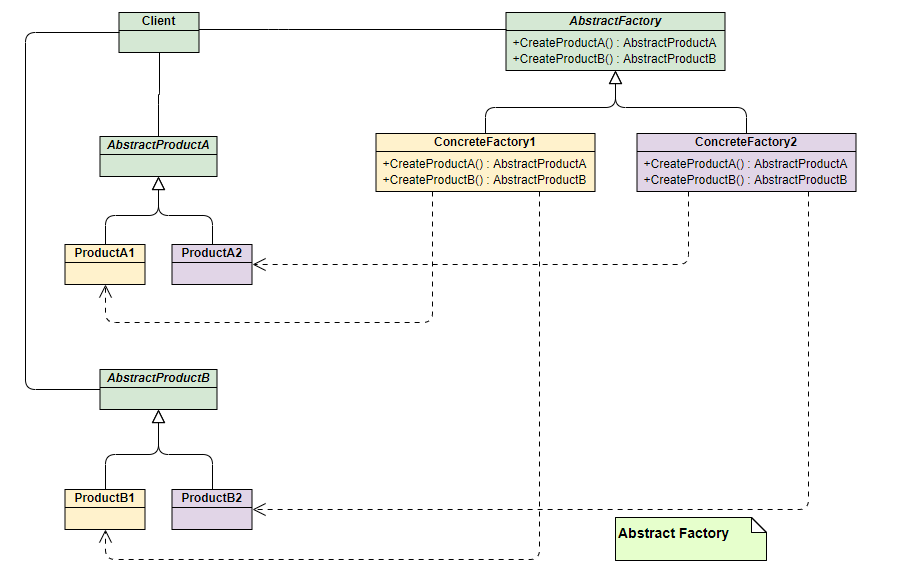 Client
AbstractFactory
+CreateProductA() : AbstractProductA
+CreateProductB() : AbstractProductB
AbstractProductA
ConcreteFactory1
+CreateProductA() : AbstractProductA
+CreateProductB() : AbstractProductB
ConcreteFactory2
+CreateProductA() : AbstractProductA
+CreateProductB() : AbstractProductB
ProductA1
ProductA2
AbstractProductB
ProductB1
ProductB2
Abstract Factory